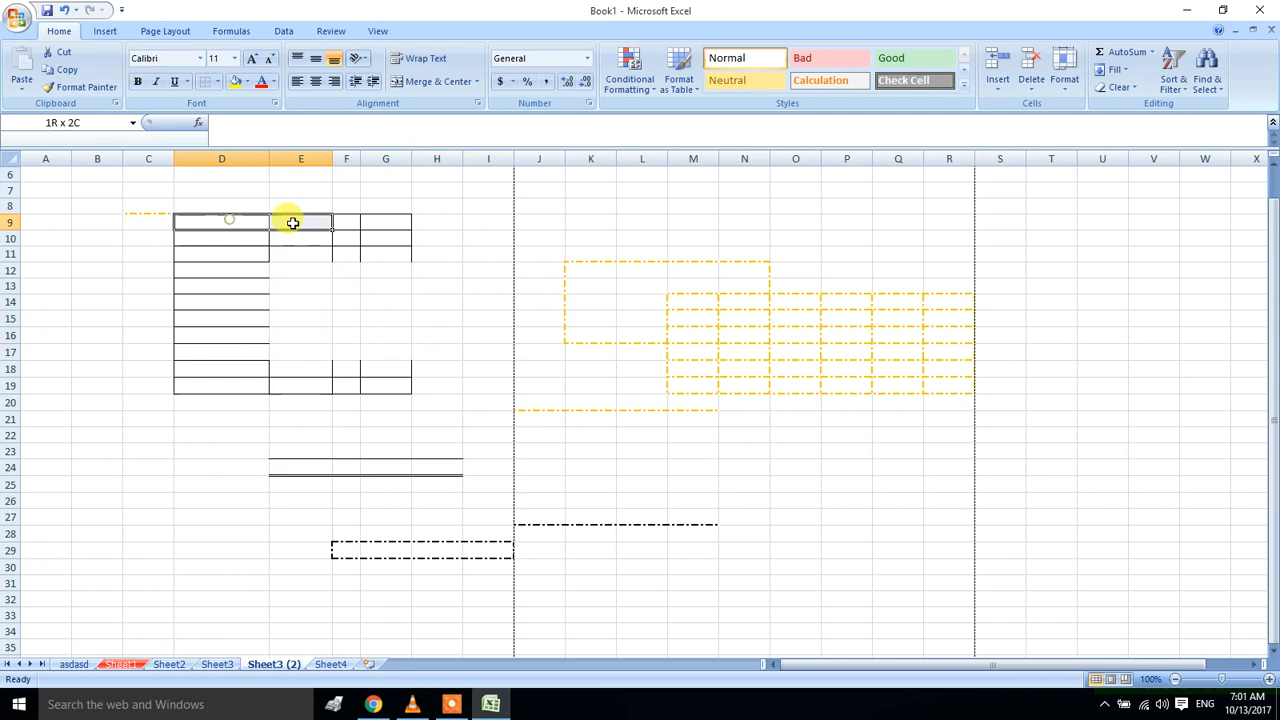 Book1 - Microsoft Excel
Home Insert Page Layout Formulas Data Review View
Paste
Cut
Copy
Format Painter
Clipboard
Calibri 11
B I U
Font
Wrap Text
Merge & Center
Alignment
General
$ % ,
Number
Conditional Formatting
Format as Table
Normal Bad Good
Neutral Calculation Check Cell
Styles
Insert Delete Format
Cells
AutoSum
Fill
Clear
Sort & Filter
Find & Select
Editing
1R x 2C fx
A B C D E F G H I J K L M N O P Q R S T U V W X
6
7
8
9
10
11
12
13
14
15
16
17
18
19
20
21
22
23
24
25
26
27
28
29
30
31
32
33
34
35
asdasd Sheet1 Sheet2 Sheet3 Sheet3 (2) Sheet4
Ready 100%
Search the web and Windows
ENG
7:01 AM
10/13/2017